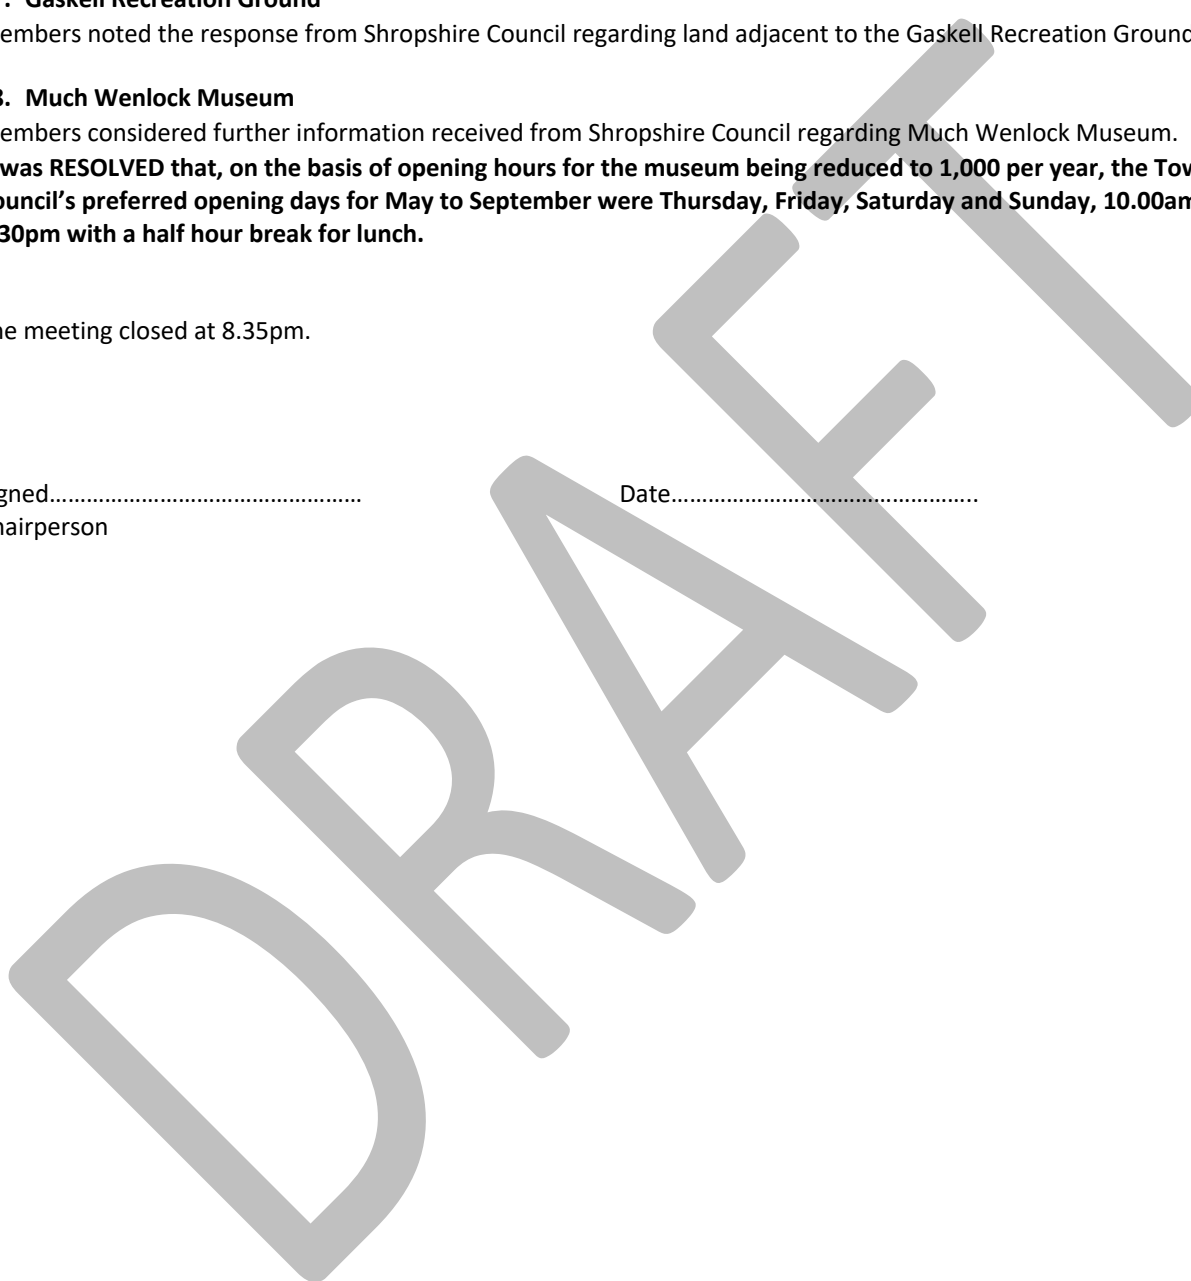 . Gaskell Recreation Ground
embers noted the response from Shropshire Council regarding land adjacent to the Gaskell Recreation Ground
3. Much Wenlock Museum
embers considered further information received from Shropshire Council regarding Much Wenlock Museum.
was RESOLVED that, on the basis of opening hours for the museum being reduced to 1,000 per year, the Tow
ouncil’s preferred opening days for May to September were Thursday, Friday, Saturday and Sunday, 10.00am
30pm with a half hour break for lunch.
he meeting closed at 8.35pm.
gned…………………………………………… Date…………………………………………..
hairperson
DRAFT